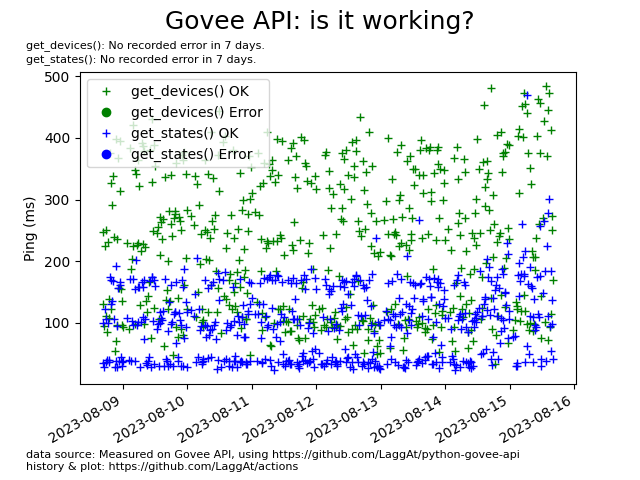 Govee API: is it working?
get_devices(): No recorded error in 7 days.
get_states(): No recorded error in 7 days.
500
400
300
200
100
Ping (ms)
get_devices() OK
get_devices() Error
get_states() OK
get_states() Error
2023-08-09
2023-08-10
2023-08-11
2023-08-12
2023-08-13
2023-08-14
2023-08-15
2023-08-16
data source: Measured on Govee API, using https://github.com/LaggAt/python-govee-api
history & plot: https://github.com/LaggAt/actions